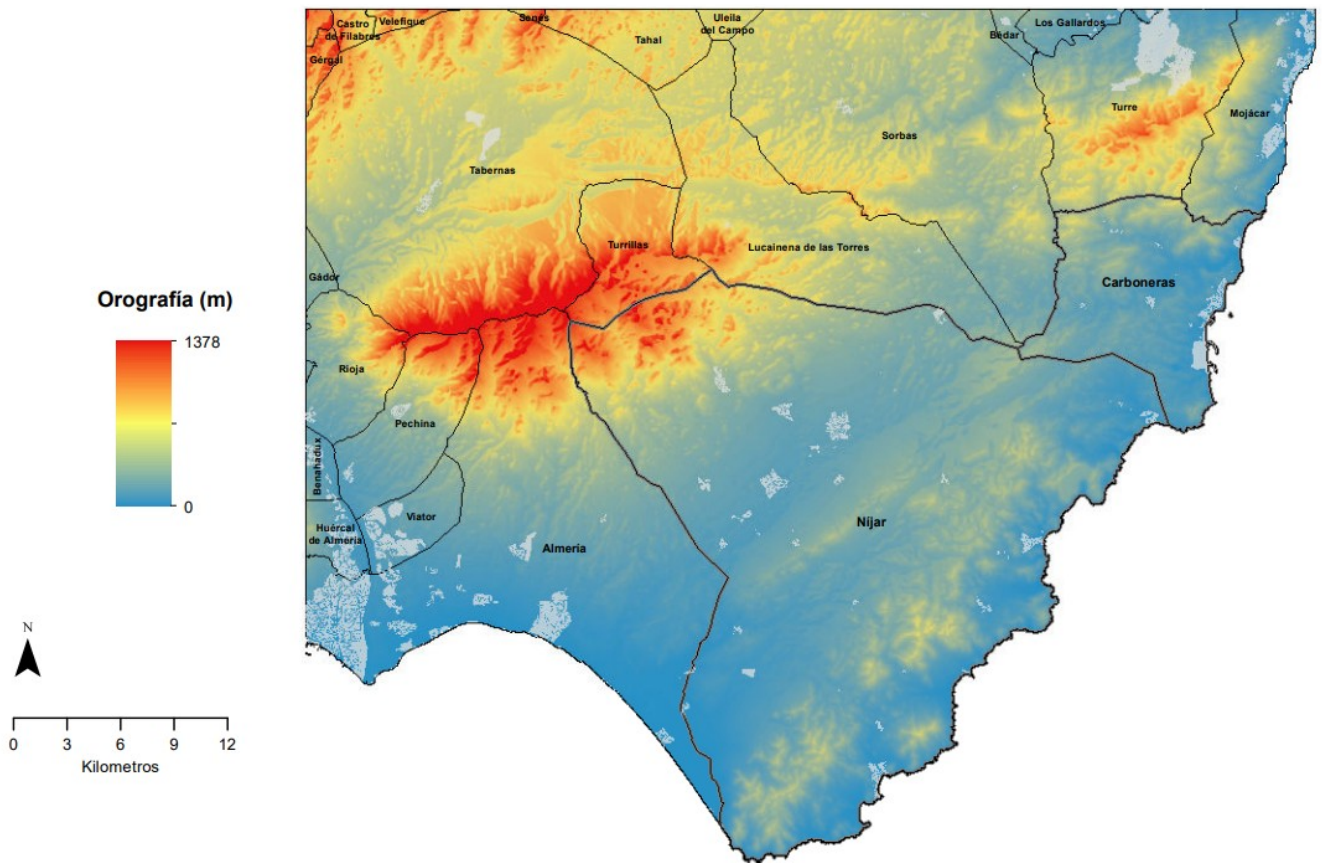 Castro
de Filabres
Velefique
Senés
Uleila
del Campo
Los Gallardos
Bédar
Tahal
Gérgal
Turre
Mojácar
Sorbas
Tabernas
Turrillas
Lucainena de las Torres
Gádor
Carboneras
Orografía (m)
1378
0
Rioja
Pechina
Benahadux
Viator
Huércal
de Almería
Almería
Níjar
N
0 3 6 9 12
Kilometros